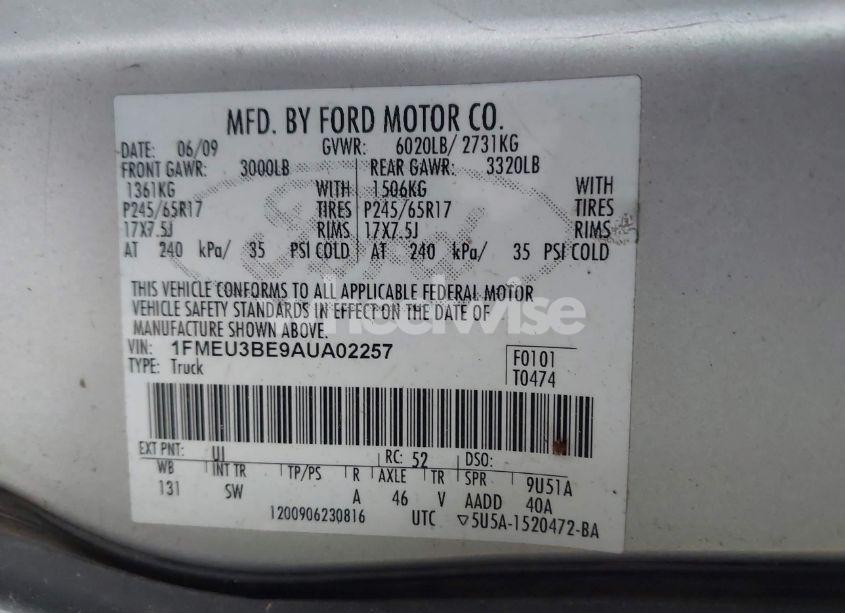 MFD. BY FORD MOTOR CO.
DATE: 06/09 GVWR: 6020LB/ 2731KG
FRONT GAWR: 3000LB REAR GAWR: 3320LB
1361KG WITH 1506KG WITH
P245/65R17 TIRES P245/65R17 TIRES
17X7.5J RIMS 17X7.5J RIMS
AT 240 kPa/ 35 PSI COLD AT 240 kPa/ 35 PSI COLD
THIS VEHICLE CONFORMS TO ALL APPLICABLE FEDERAL MOTOR
VEHICLE SAFETY STANDARDS IN EFFECT ON THE DATE OF
MANUFACTURE SHOWN ABOVE.
wheelwise
VIN: 1FMEU3BE9AUA02257 F0101
TYPE: Truck T0474
EXT PNT: UI RC: 52 DSO:
WB INT TR TP/PS R AXLE TR SPR 9U51A
131 SW A 46 V AADD 40A
1200906230816 UTC ▽5U5A-1520472-BA